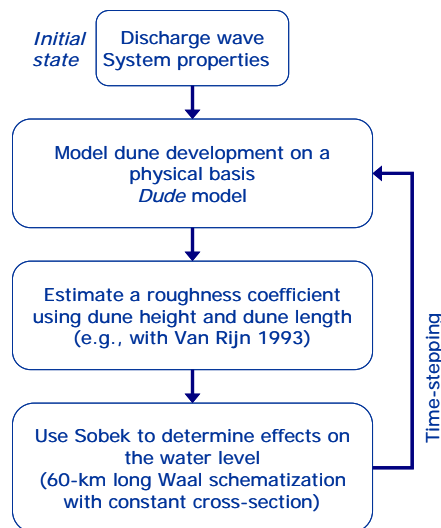 Initial
state
Discharge wave
System properties
Model dune development on a
physical basis
Dude model
Estimate a roughness coefficient
using dune height and dune length
(e.g., with Van Rijn 1993)
Use Sobek to determine effects on
the water level
(60-km long Waal schematization
with constant cross-section)
Time-stepping